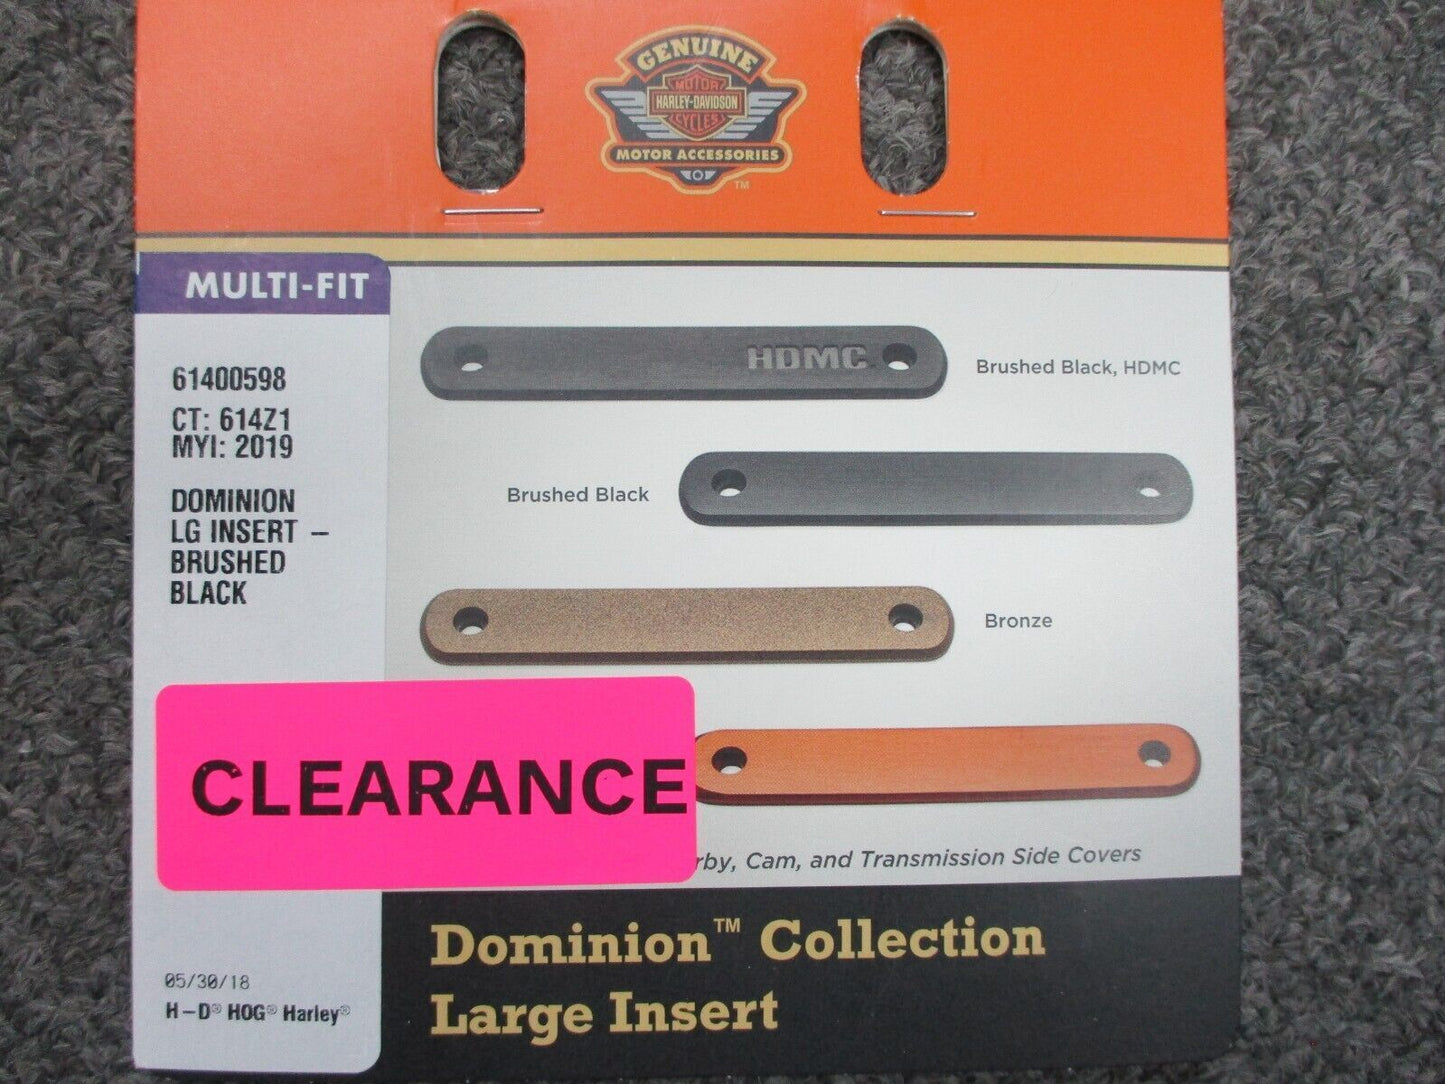 GENUINE
MOTOR
HARLEY-DAVIDSON
CYCLES
MOTOR ACCESSORIES
TM
MULTI-FIT
61400598
CT: 614Z1
MYI: 2019
DOMINION
LG INSERT –
BRUSHED
BLACK
HDMC
Brushed Black, HDMC
Brushed Black
Bronze
CLEARANCE
rby, Cam, and Transmission Side Covers
Dominion™ Collection
Large Insert
05/30/18
H–D® HOG® Harley®